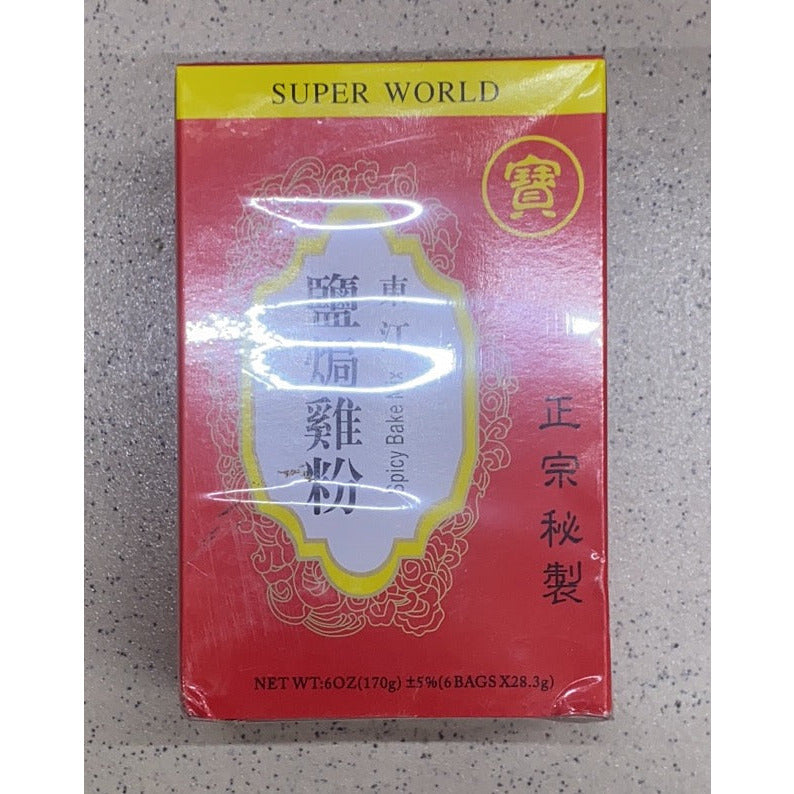 SUPER WORLD
寶
東江
鹽焗雞粉
Spicy Bake Mix
正宗秘製
NET WT:6OZ(170g) ±5%(6 BAGS X28.3g)